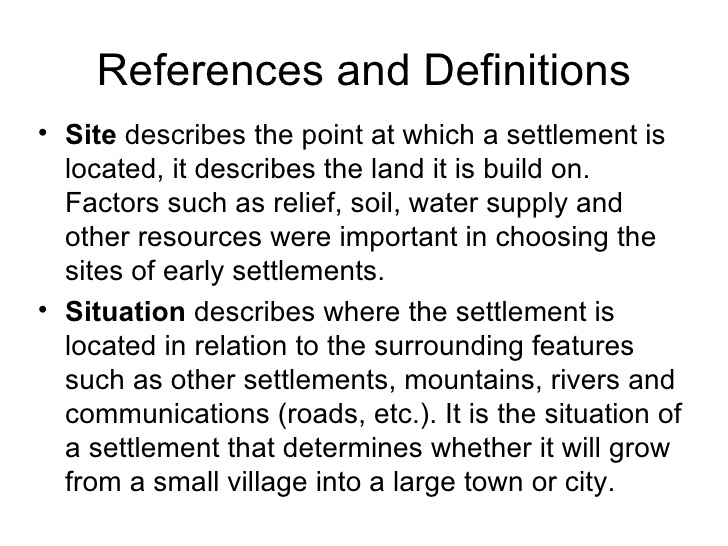 References and Definitions
• Site describes the point at which a settlement is
located, it describes the land it is build on.
Factors such as relief, soil, water supply and
other resources were important in choosing the
sites of early settlements.
• Situation describes where the settlement is
located in relation to the surrounding features
such as other settlements, mountains, rivers and
communications (roads, etc.). It is the situation of
a settlement that determines whether it will grow
from a small village into a large town or city.